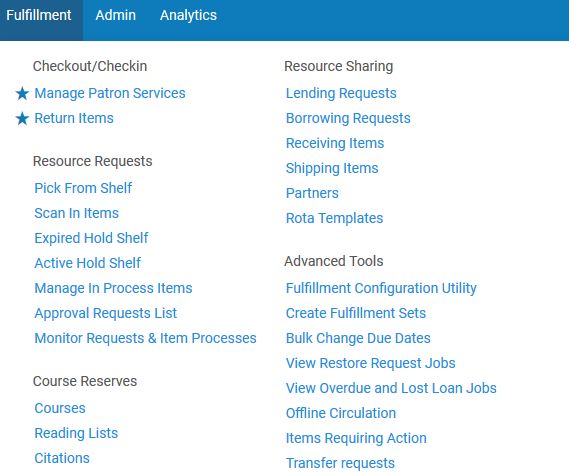 Fulfillment Admin Analytics
Checkout/Checkin
Manage Patron Services
Return Items
Resource Requests
Pick From Shelf
Scan In Items
Expired Hold Shelf
Active Hold Shelf
Manage In Process Items
Approval Requests List
Monitor Requests & Item Processes
Course Reserves
Courses
Reading Lists
Citations
Resource Sharing
Lending Requests
Borrowing Requests
Receiving Items
Shipping Items
Partners
Rota Templates
Advanced Tools
Fulfillment Configuration Utility
Create Fulfillment Sets
Bulk Change Due Dates
View Restore Request Jobs
View Overdue and Lost Loan Jobs
Offline Circulation
Items Requiring Action
Transfer requests